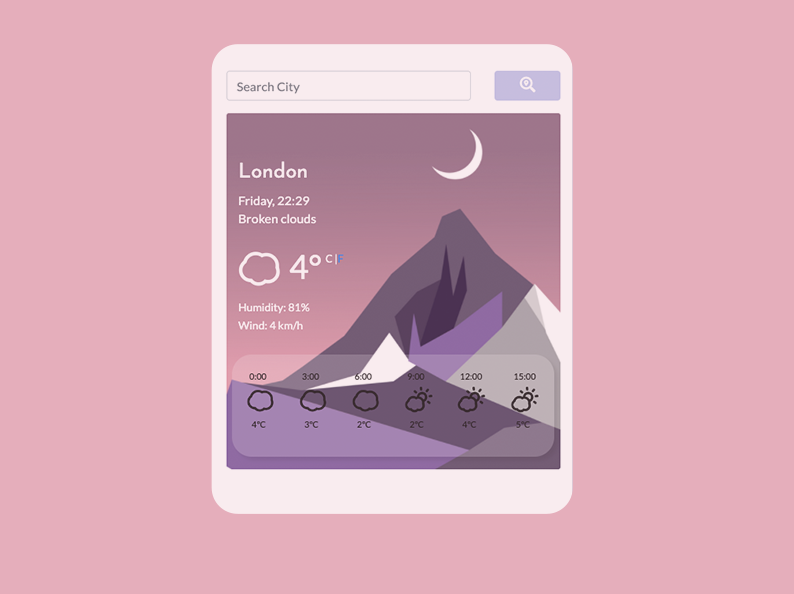 Search City
London
Friday, 22:29
Broken clouds
4° C | F
Humidity: 81%
Wind: 4 km/h
0:00 3:00 6:00 9:00 12:00 15:00
4°C 3°C 2°C 2°C 4°C 5°C